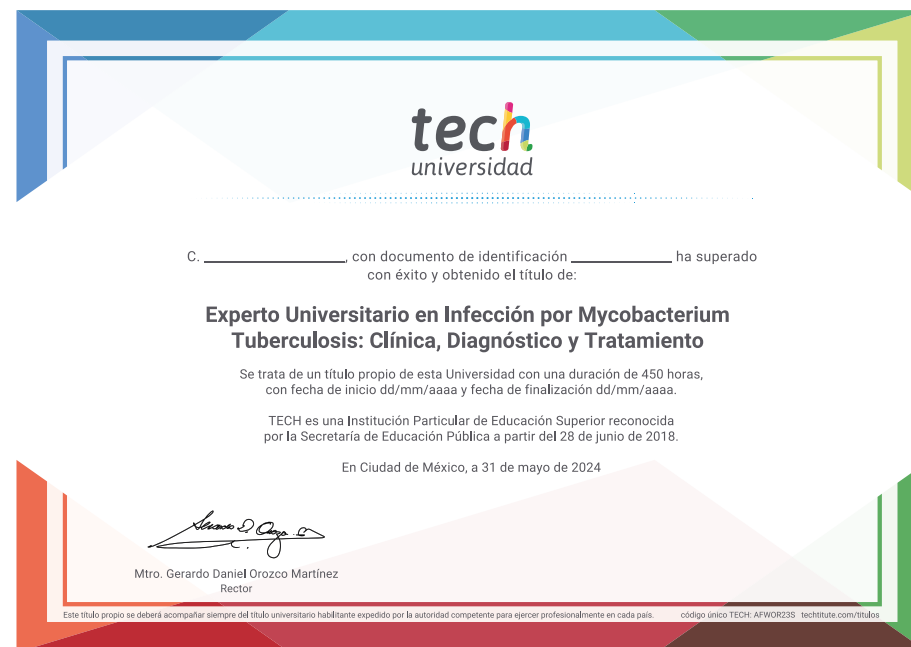 tech
universidad
C. ____________________, con documento de identificación ______________ ha superado
con éxito y obtenido el título de:
Experto Universitario en Infección por Mycobacterium
Tuberculosis: Clínica, Diagnóstico y Tratamiento
Se trata de un título propio de esta Universidad con una duración de 450 horas,
con fecha de inicio dd/mm/aaaa y fecha de finalización dd/mm/aaaa.
TECH es una Institución Particular de Educación Superior reconocida
por la Secretaría de Educación Pública a partir del 28 de junio de 2018.
En Ciudad de México, a 31 de mayo de 2024
Mtro. Gerardo Daniel Orozco Martínez
Rector
Este título propio se deberá acompañar siempre del título universitario habilitante expedido por la autoridad competente para ejercer profesionalmente en cada país. código único TECH: AFWOR23S techtitute.com/titulos